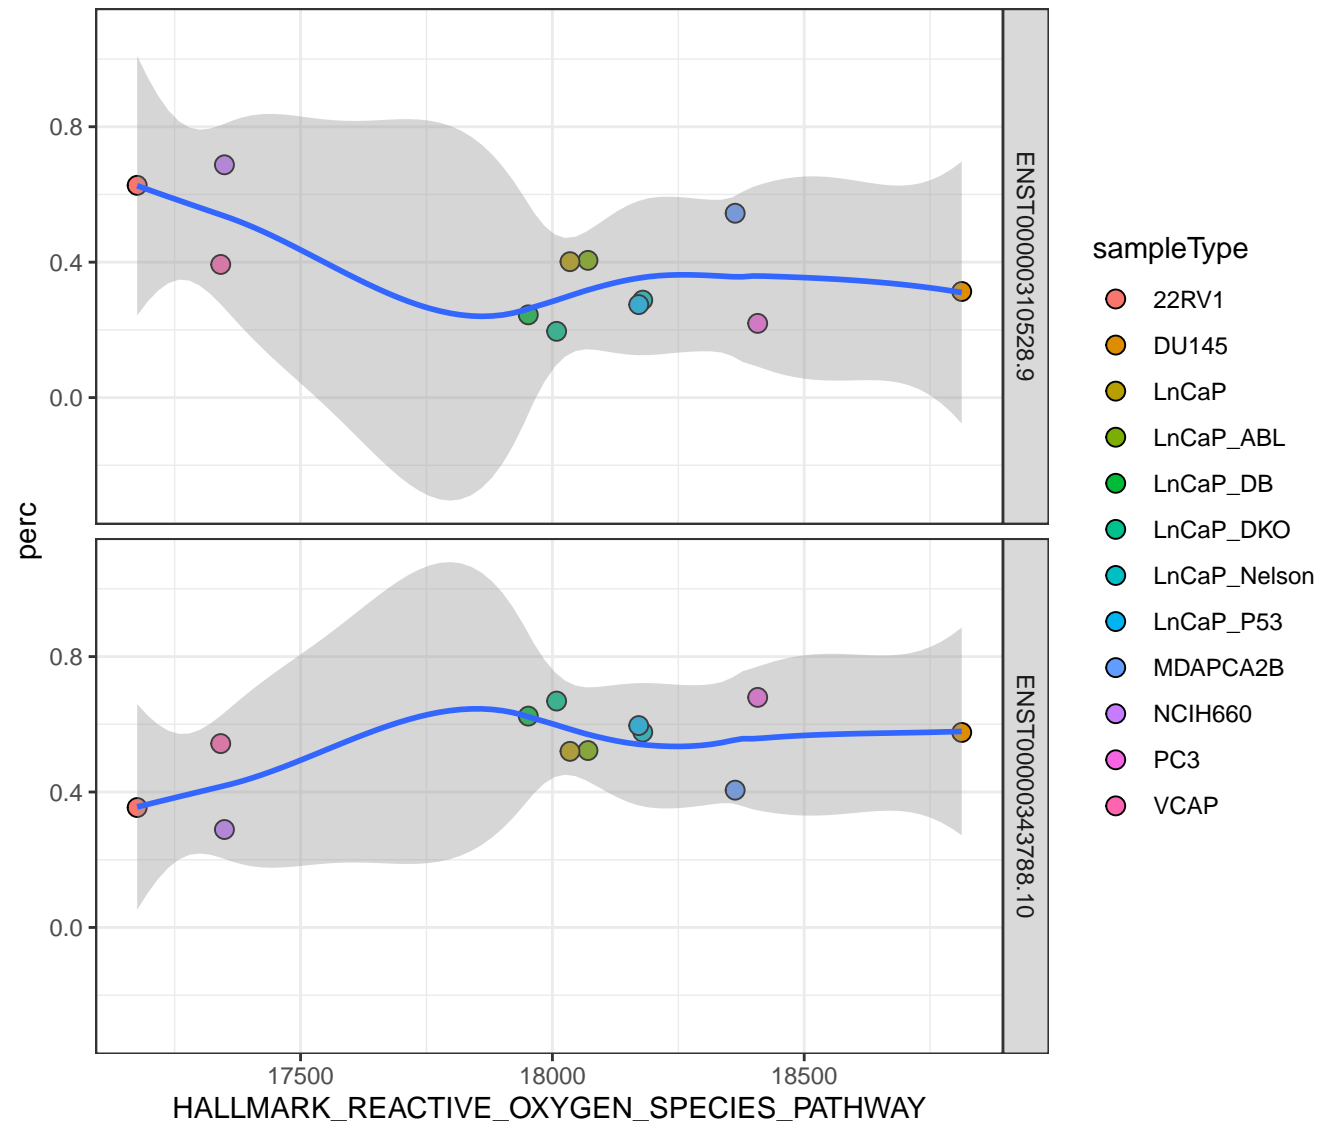 0.8
0.4
0.0
ENST00000310528.9
perc
0.8
0.4
0.0
ENST00000343788.10
17500
18000
18500
HALLMARK_REACTIVE_OXYGEN_SPECIES_PATHWAY
sampleType
22RV1
DU145
LnCaP
LnCaP_ABL
LnCaP_DB
LnCaP_DKO
LnCaP_Nelson
LnCaP_P53
MDAPCA2B
NCIH660
PC3
VCAP